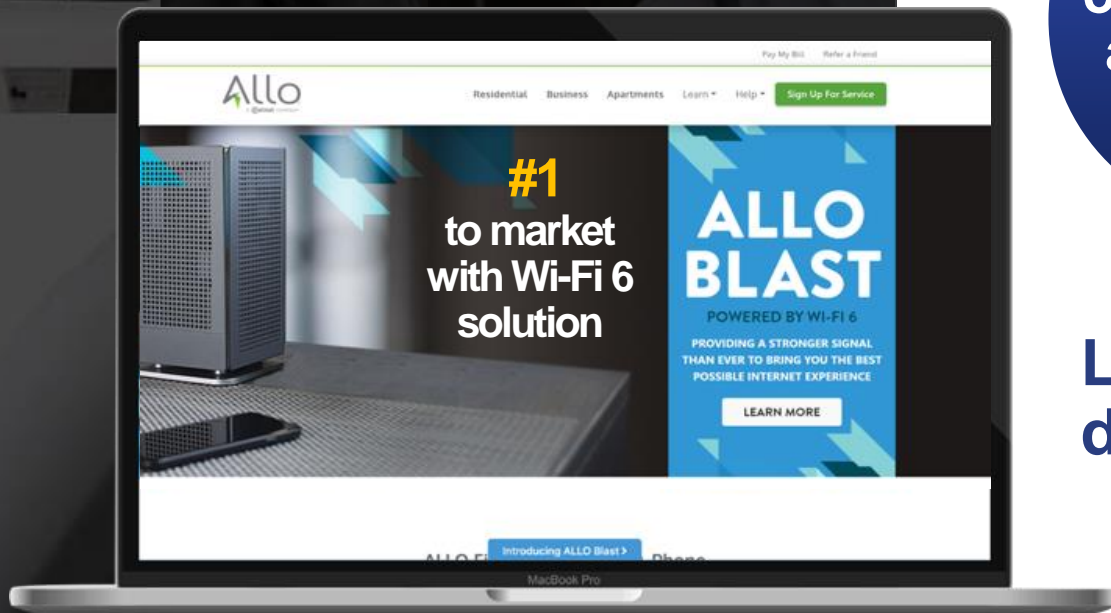 Pay My Bill Refer a Friend
Allo
Residential Business Apartments Learn Help Sign Up For Service
#1
to market
with Wi-Fi 6
solution
ALLO
BLAST
POWERED BY WI-FI 6
PROVIDING A STRONGER SIGNAL
THAN EVER TO BRING YOU THE BEST
POSSIBLE INTERNET EXPERIENCE
LEARN MORE
Introducing ALLO Blast >
MacBook Pro